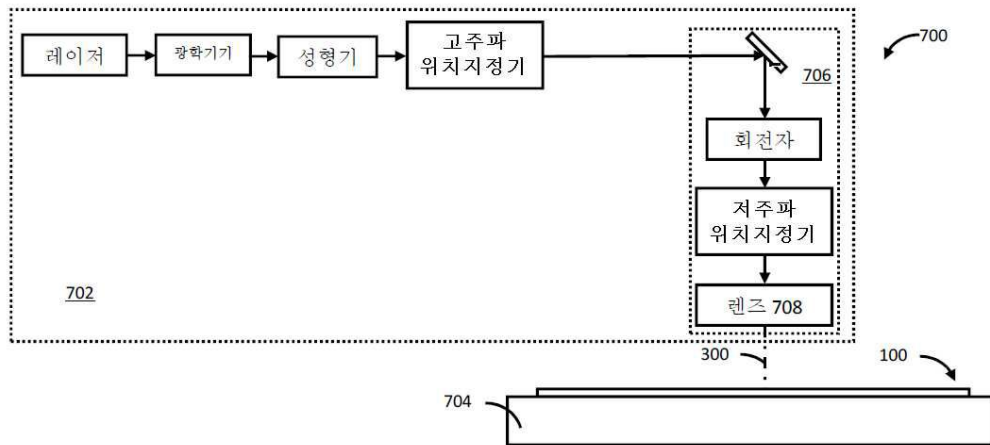 레이저
광학기기
성형기
고주파
위치지정기
700
706
회전자
저주파
위치지정기
702
렌즈 708
300
100
704